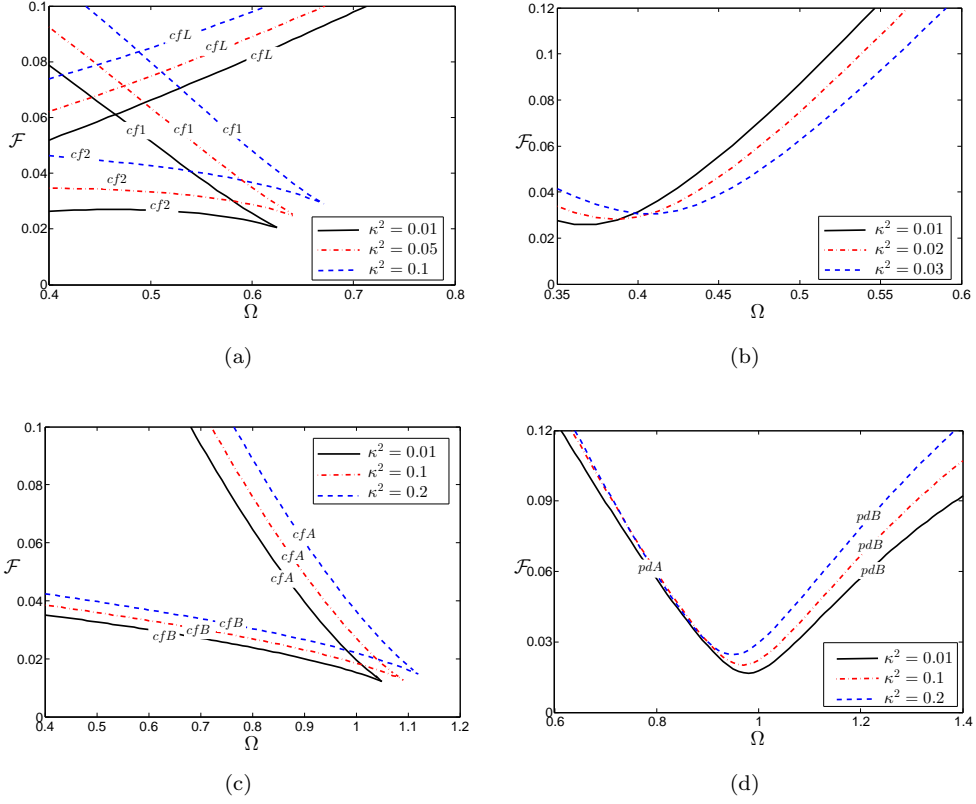 0.1
0.08
0.06
0.04
0.02
0
ℱ
0.4
0.5
0.6
0.7
0.8
Ω
cfL
cfL
cfL
cf1
cf1
cf1
cf2
cf2
cf2
κ² = 0.01
κ² = 0.05
κ² = 0.1
(a)
0.12
0.1
0.08
0.06
0.04
0.02
0
ℱ
0.35
0.4
0.45
0.5
0.55
0.6
Ω
κ² = 0.01
κ² = 0.02
κ² = 0.03
(b)
0.1
0.08
0.06
0.04
0.02
0
ℱ
0.4
0.5
0.6
0.7
0.8
0.9
1
1.1
1.2
Ω
κ² = 0.01
κ² = 0.1
κ² = 0.2
cfA
cfA
cfA
cfB
cfB
cfB
(c)
0.12
0.09
0.06
0.03
0
ℱ
0.6
0.8
1
1.2
1.4
Ω
pdA
pdB
pdB
pdB
κ² = 0.01
κ² = 0.1
κ² = 0.2
(d)